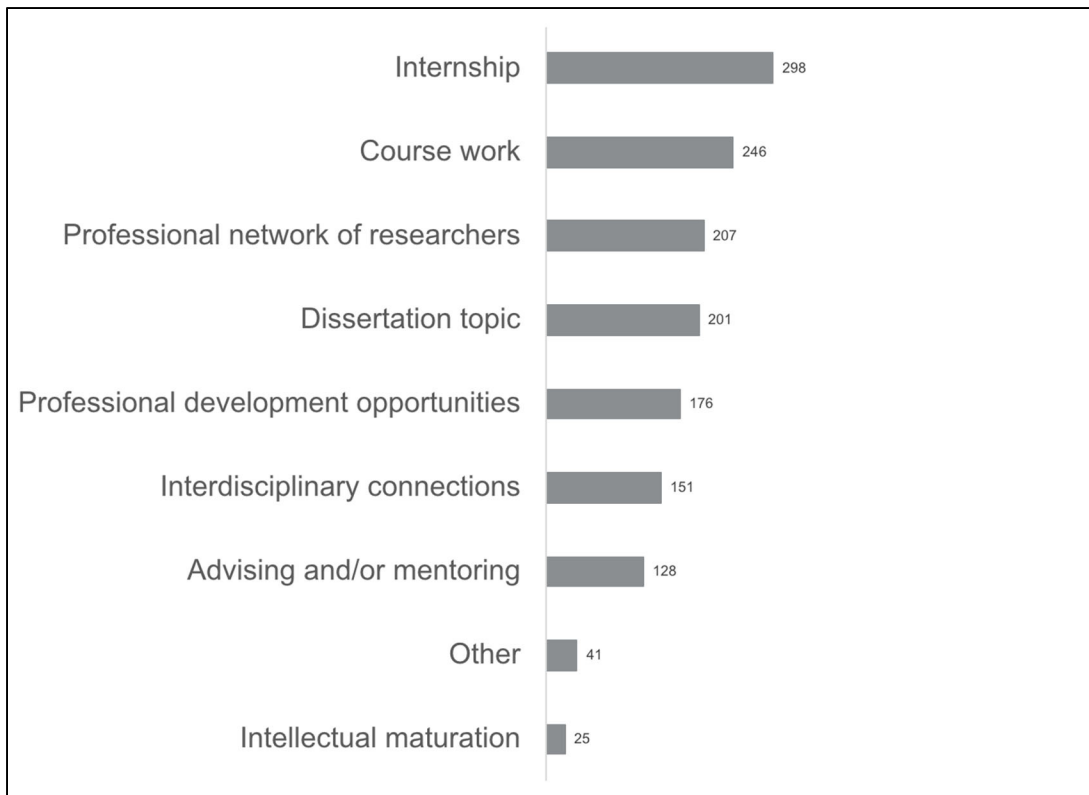 Internship 298
Course work 246
Professional network of researchers 207
Dissertation topic 201
Professional development opportunities 176
Interdisciplinary connections 151
Advising and/or mentoring 128
Other 41
Intellectual maturation 25